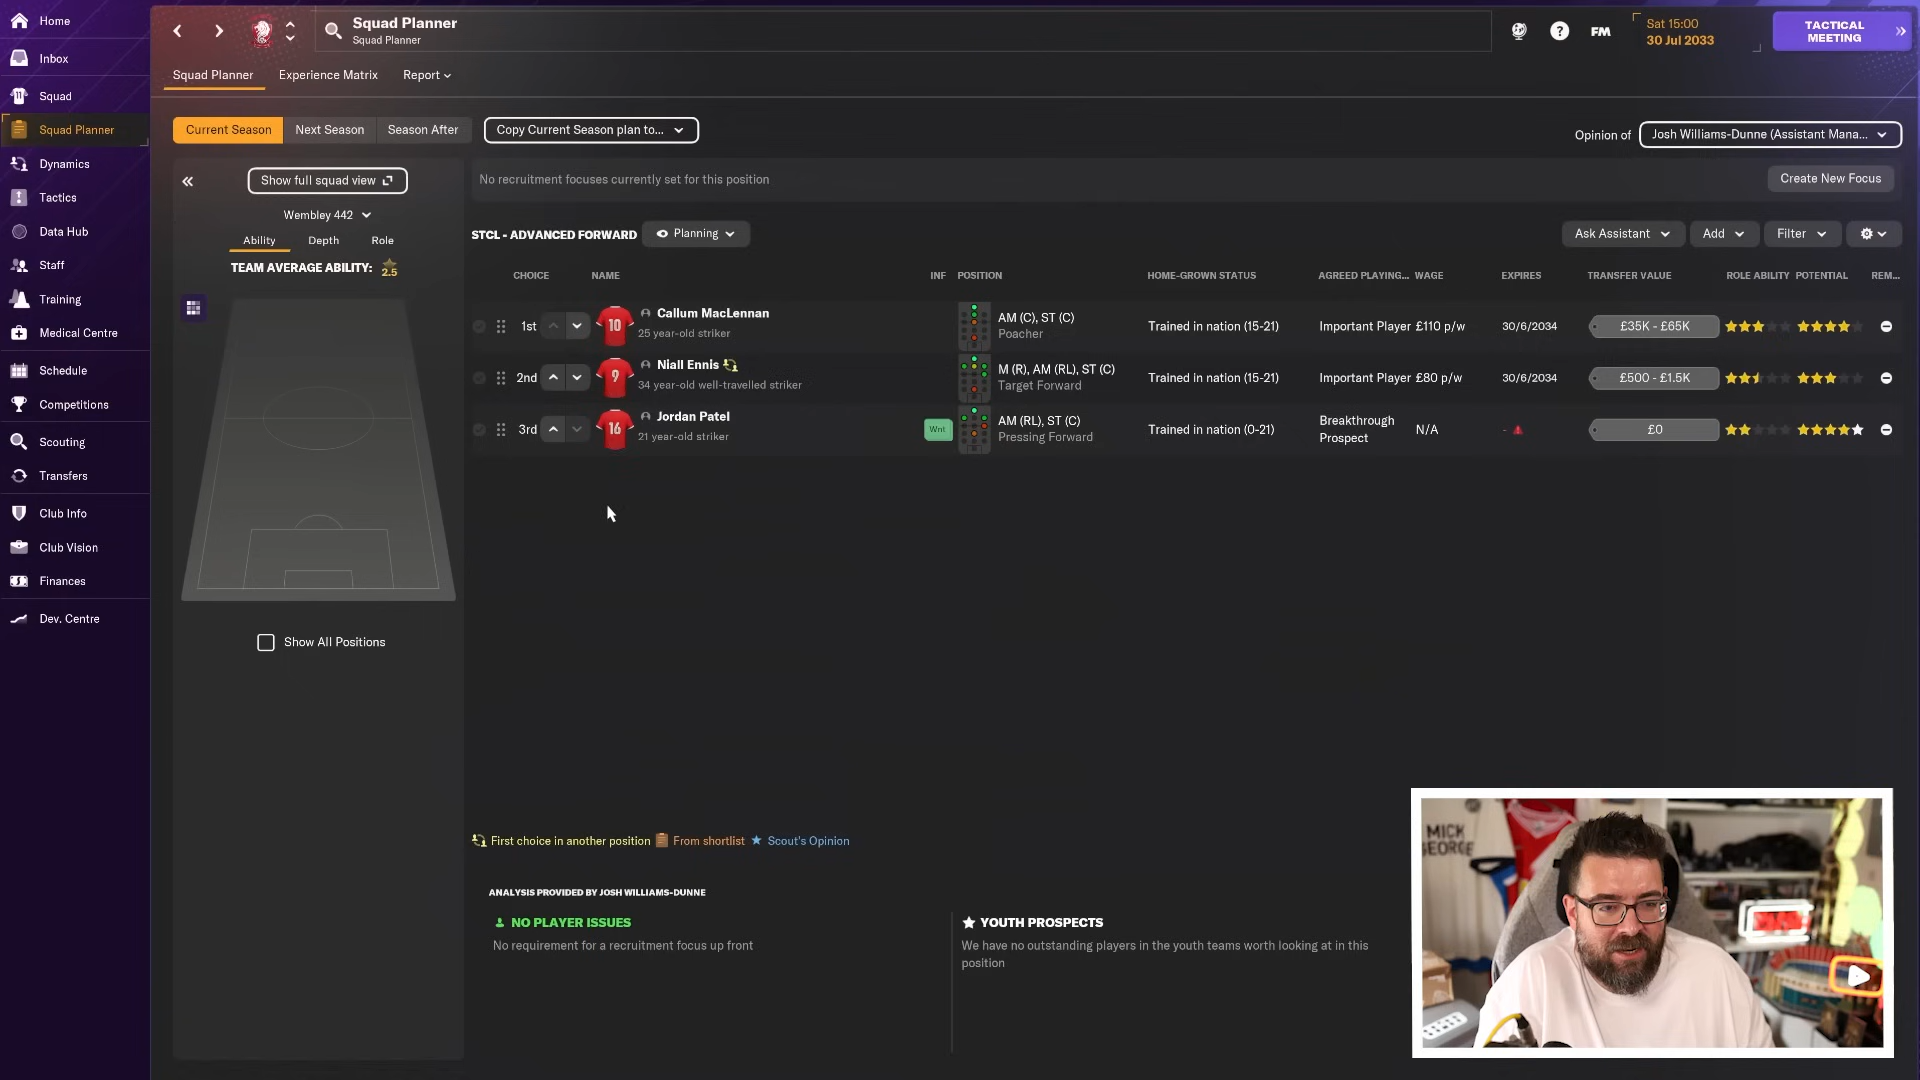 Home
Inbox
Squad
Squad Planner
Dynamics
Tactics
Data Hub
Staff
Training
Medical Centre
Schedule
Competitions
Scouting
Transfers
Club Info
Club Vision
Finances
Dev. Centre
Squad Planner
Squad Planner
?
FM
Sat 15:00
30 Jul 2033
TACTICAL
MEETING
Squad Planner
Experience Matrix
Report
Current Season
Next Season
Season After
Copy Current Season plan to...
Opinion of
Josh Williams-Dunne (Assistant Mana...
Show full squad view
Wembley 442
Ability
Depth
Role
TEAM AVERAGE ABILITY:
2.5
Show All Positions
No recruitment focuses currently set for this position
Create New Focus
STCL - ADVANCED FORWARD
Planning
Ask Assistant
Add
Filter
CHOICE NAME INF POSITION HOME-GROWN STATUS AGREED PLAYING... WAGE EXPIRES TRANSFER VALUE ROLE ABILITY POTENTIAL REM...
1st 10 Callum MacLennan
25 year-old striker
AM (C), ST (C)
Poacher
Trained in nation (15-21) Important Player £110 p/w 30/6/2034 £35K - £65K
2nd 9 Niall Ennis
34 year-old well-travelled striker
M (R), AM (RL), ST (C)
Target Forward
Trained in nation (15-21) Important Player £80 p/w 30/6/2034 £500 - £1.5K
3rd 16 Jordan Patel
21 year-old striker
Wnt
AM (RL), ST (C)
Pressing Forward
Trained in nation (0-21)
Breakthrough
Prospect
N/A - £0
First choice in another position
From shortlist
Scout's Opinion
ANALYSIS PROVIDED BY JOSH WILLIAMS-DUNNE
NO PLAYER ISSUES
No requirement for a recruitment focus up front
YOUTH PROSPECTS
We have no outstanding players in the youth teams worth looking at in this
position
MICK
GEORGE